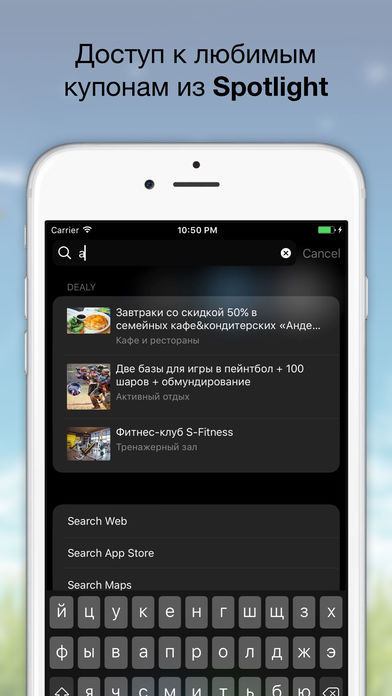 Доступ к любимым
купонам из Spotlight
Carrier 10:50 PM
а Cancel
DEALY
Завтраки со скидкой 50% в
семейных кафе&кондитерских «Анде...
Кафе и рестораны
Две базы для игры в пейнтбол + 100
шаров + обмундирование
Активный отдых
Фитнес-клуб S-Fitness
Тренажерный зал
Search Web
Search App Store
Search Maps
й ц у к е н г ш щ з х
ф ы в а п р о л д ж э
я ч с м и т ь б ю